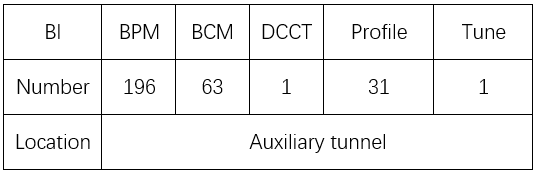 BI BPM BCM DCCT Profile Tune
Number 196 63 1 31 1
Location Auxiliary tunnel